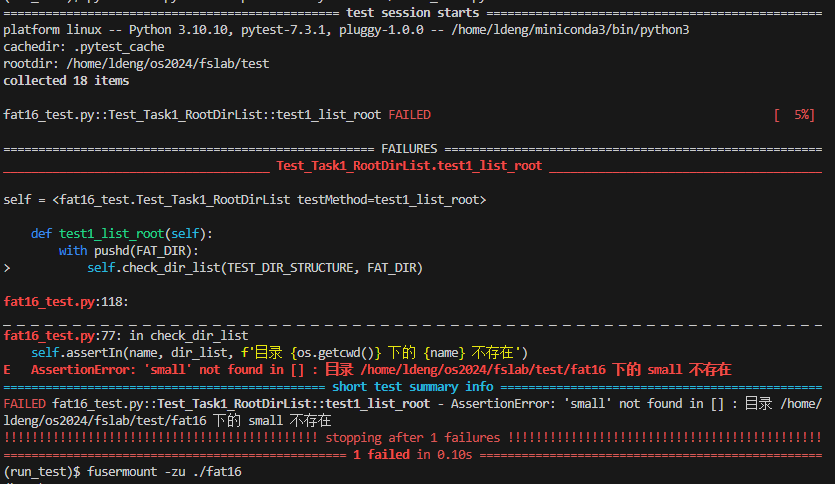 ============================================== test session starts ===============================================
platform linux -- Python 3.10.10, pytest-7.3.1, pluggy-1.0.0 -- /home/ldeng/miniconda3/bin/python3
cachedir: .pytest_cache
rootdir: /home/ldeng/os2024/fslab/test
collected 18 items
fat16_test.py::Test_Task1_RootDirList::test1_list_root FAILED [  5%]
==================================================== FAILURES ====================================================
_____________________________________ Test_Task1_RootDirList.test1_list_root _____________________________________
self = <fat16_test.Test_Task1_RootDirList testMethod=test1_list_root>
    def test1_list_root(self):
        with pushd(FAT_DIR):
>           self.check_dir_list(TEST_DIR_STRUCTURE, FAT_DIR)
fat16_test.py:118:
_ _ _ _ _ _ _ _ _ _ _ _ _ _ _ _ _ _ _ _ _ _ _ _ _ _ _ _ _ _ _ _ _ _ _ _ _ _ _ _ _ _ _ _ _ _ _ _ _ _ _ _ _ _ _ _ _
fat16_test.py:77: in check_dir_list
    self.assertIn(name, dir_list, f'目录 {os.getcwd()} 下的 {name} 不存在')
E   AssertionError: 'small' not found in [] : 目录 /home/ldeng/os2024/fslab/test/fat16 下的 small 不存在
============================================ short test summary info =============================================
FAILED fat16_test.py::Test_Task1_RootDirList::test1_list_root - AssertionError: 'small' not found in [] : 目录 /home/
ldeng/os2024/fslab/test/fat16 下的 small 不存在
!!!!!!!!!!!!!!!!!!!!!!!!!!!!!!!!!!!!!!!!!!!! stopping after 1 failures !!!!!!!!!!!!!!!!!!!!!!!!!!!!!!!!!!!!!!!!!!!!
=============================================== 1 failed in 0.10s ================================================
(run_test)$ fusermount -zu ./fat16